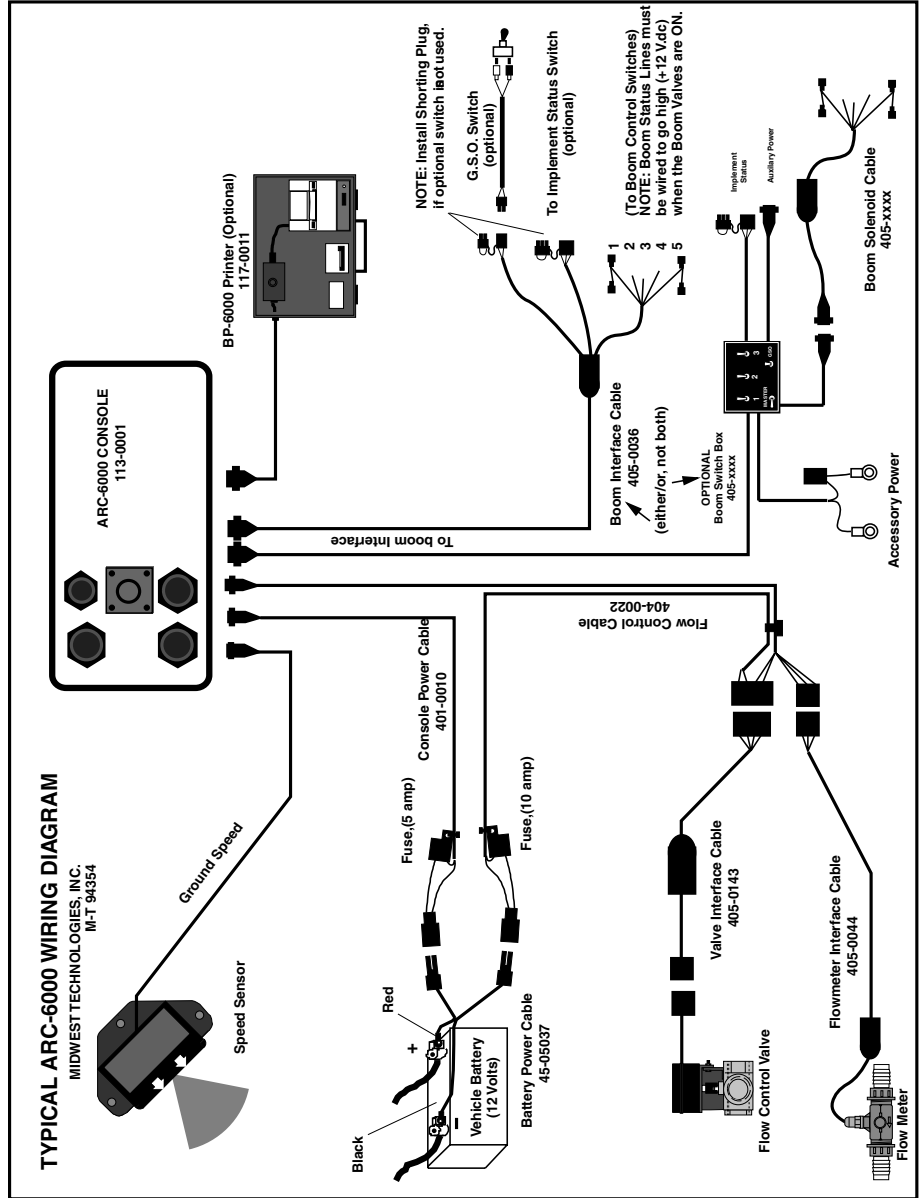 TYPICAL ARC-6000 WIRING DIAGRAM
MIDWEST TECHNOLOGIES, INC.
M-T 94354
ARC-6000 CONSOLE
113-0001
BP-6000 Printer (Optional)
117-0011
NOTE: Install Shorting Plug,
if optional switch is not used.
G.S.O. Switch
(optional)
To Implement Status Switch
(optional)
1
2
3
4
5
(To Boom Control Switches)
NOTE: Boom Status Lines must
be wired to go high (+12 V.dc)
when the Boom Valves are ON.
Speed Sensor
Ground Speed
To boom Interface
Boom Interface Cable
405-0036
(either/or, not both)
OPTIONAL
Boom Switch Box
405-xxxx
MASTER
1
2
3
GSO
Implement
Status
Auxilary Power
Boom Solenoid Cable
405-xxxx
Accessory Power
Console Power Cable
401-0010
Fuse,(5 amp)
Fuse,(10 amp)
Flow Control Cable
404-0022
Red
Black
+
-
Vehicle Battery
(12 Volts)
Battery Power Cable
45-05037
Valve Interface Cable
405-0143
Flow Control Valve
Flowmeter Interface Cable
405-0044
Flow Meter